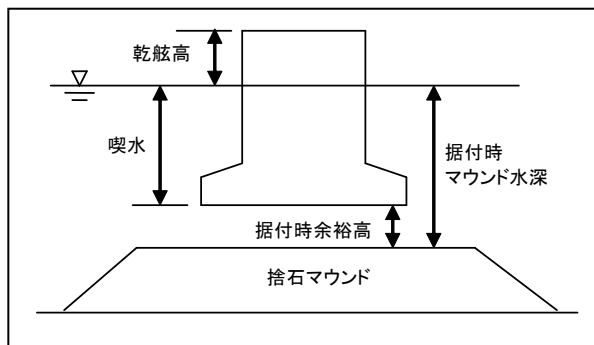 乾舷高
喫水
据付時
マウンド水深
据付時余裕高
捨石マウンド